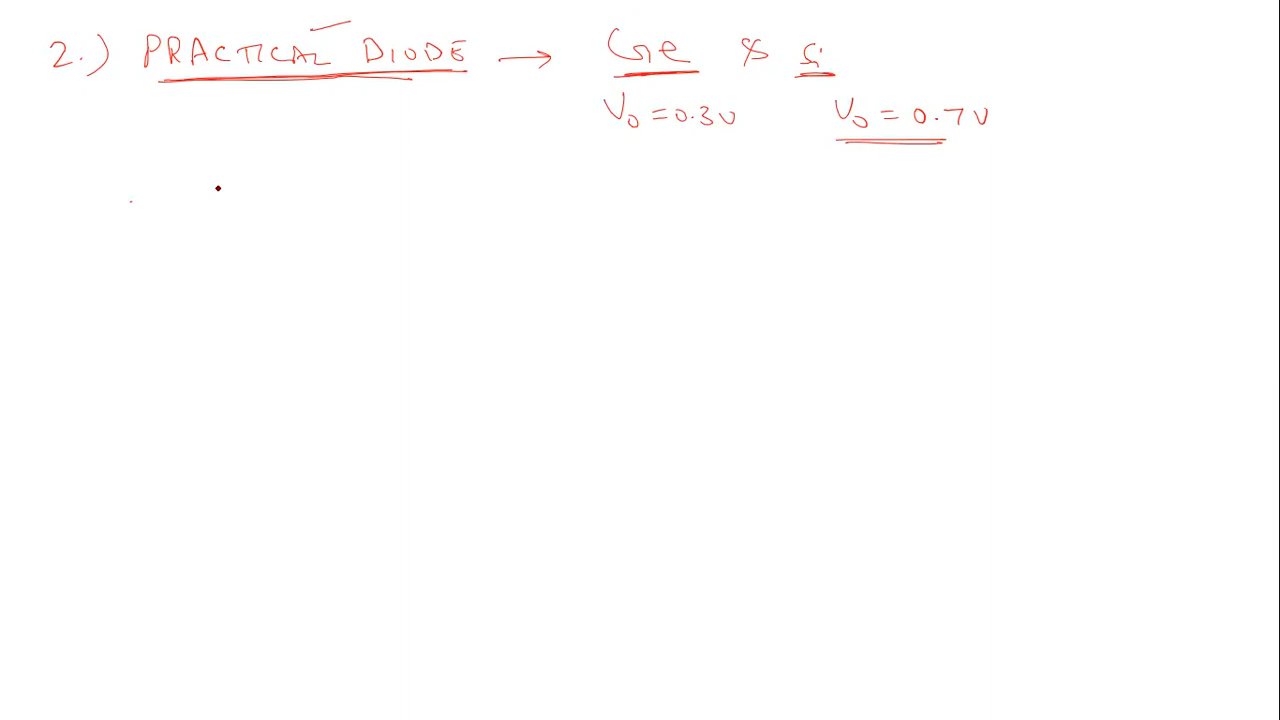 2.) PRACTICAL DIODE → Ge & Si
V₀ = 0.3V V₀ = 0.7V